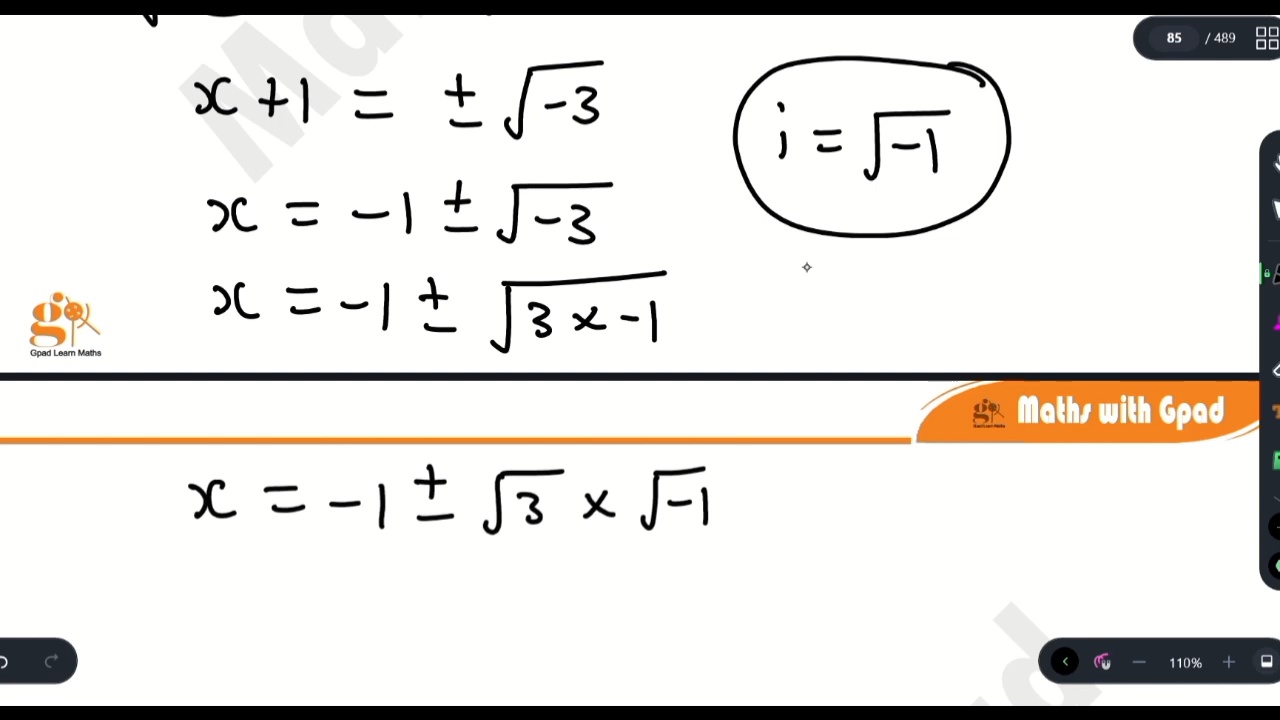 85 / 489
x + 1 = ± √-3
i = √-1
x = -1 ± √-3
x = -1 ± √3 x -1
Gpad Learn Maths
Maths with Gpad
x = -1 ± √3 x √-1
110%